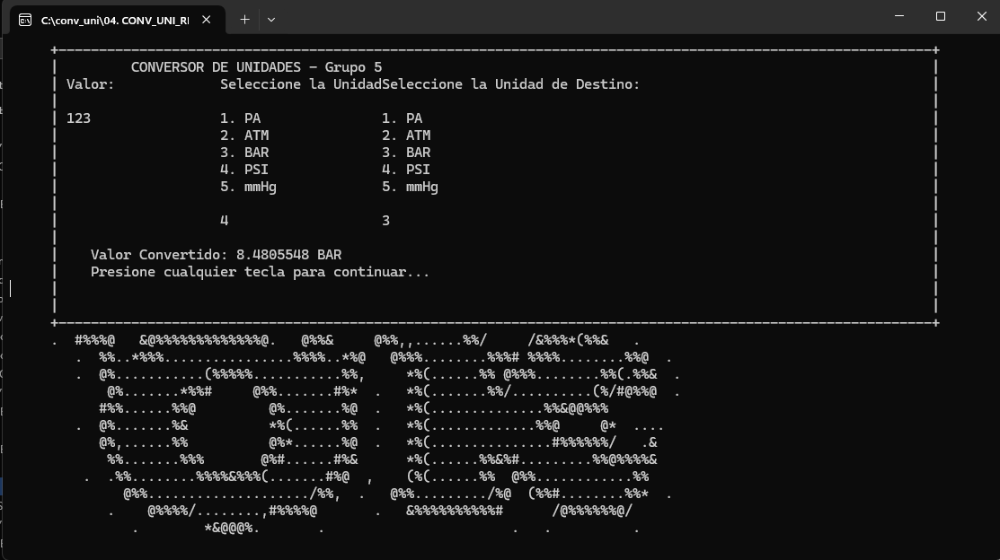 C:\conv_uni\04. CONV_UNI_RI
CONVERSOR DE UNIDADES - Grupo 5
Valor: Seleccione la UnidadSeleccione la Unidad de Destino:
123 1. PA 1. PA
2. ATM 2. ATM
3. BAR 3. BAR
4. PSI 4. PSI
5. mmHg 5. mmHg
4 3
Valor Convertido: 8.4805548 BAR
Presione cualquier tecla para continuar...